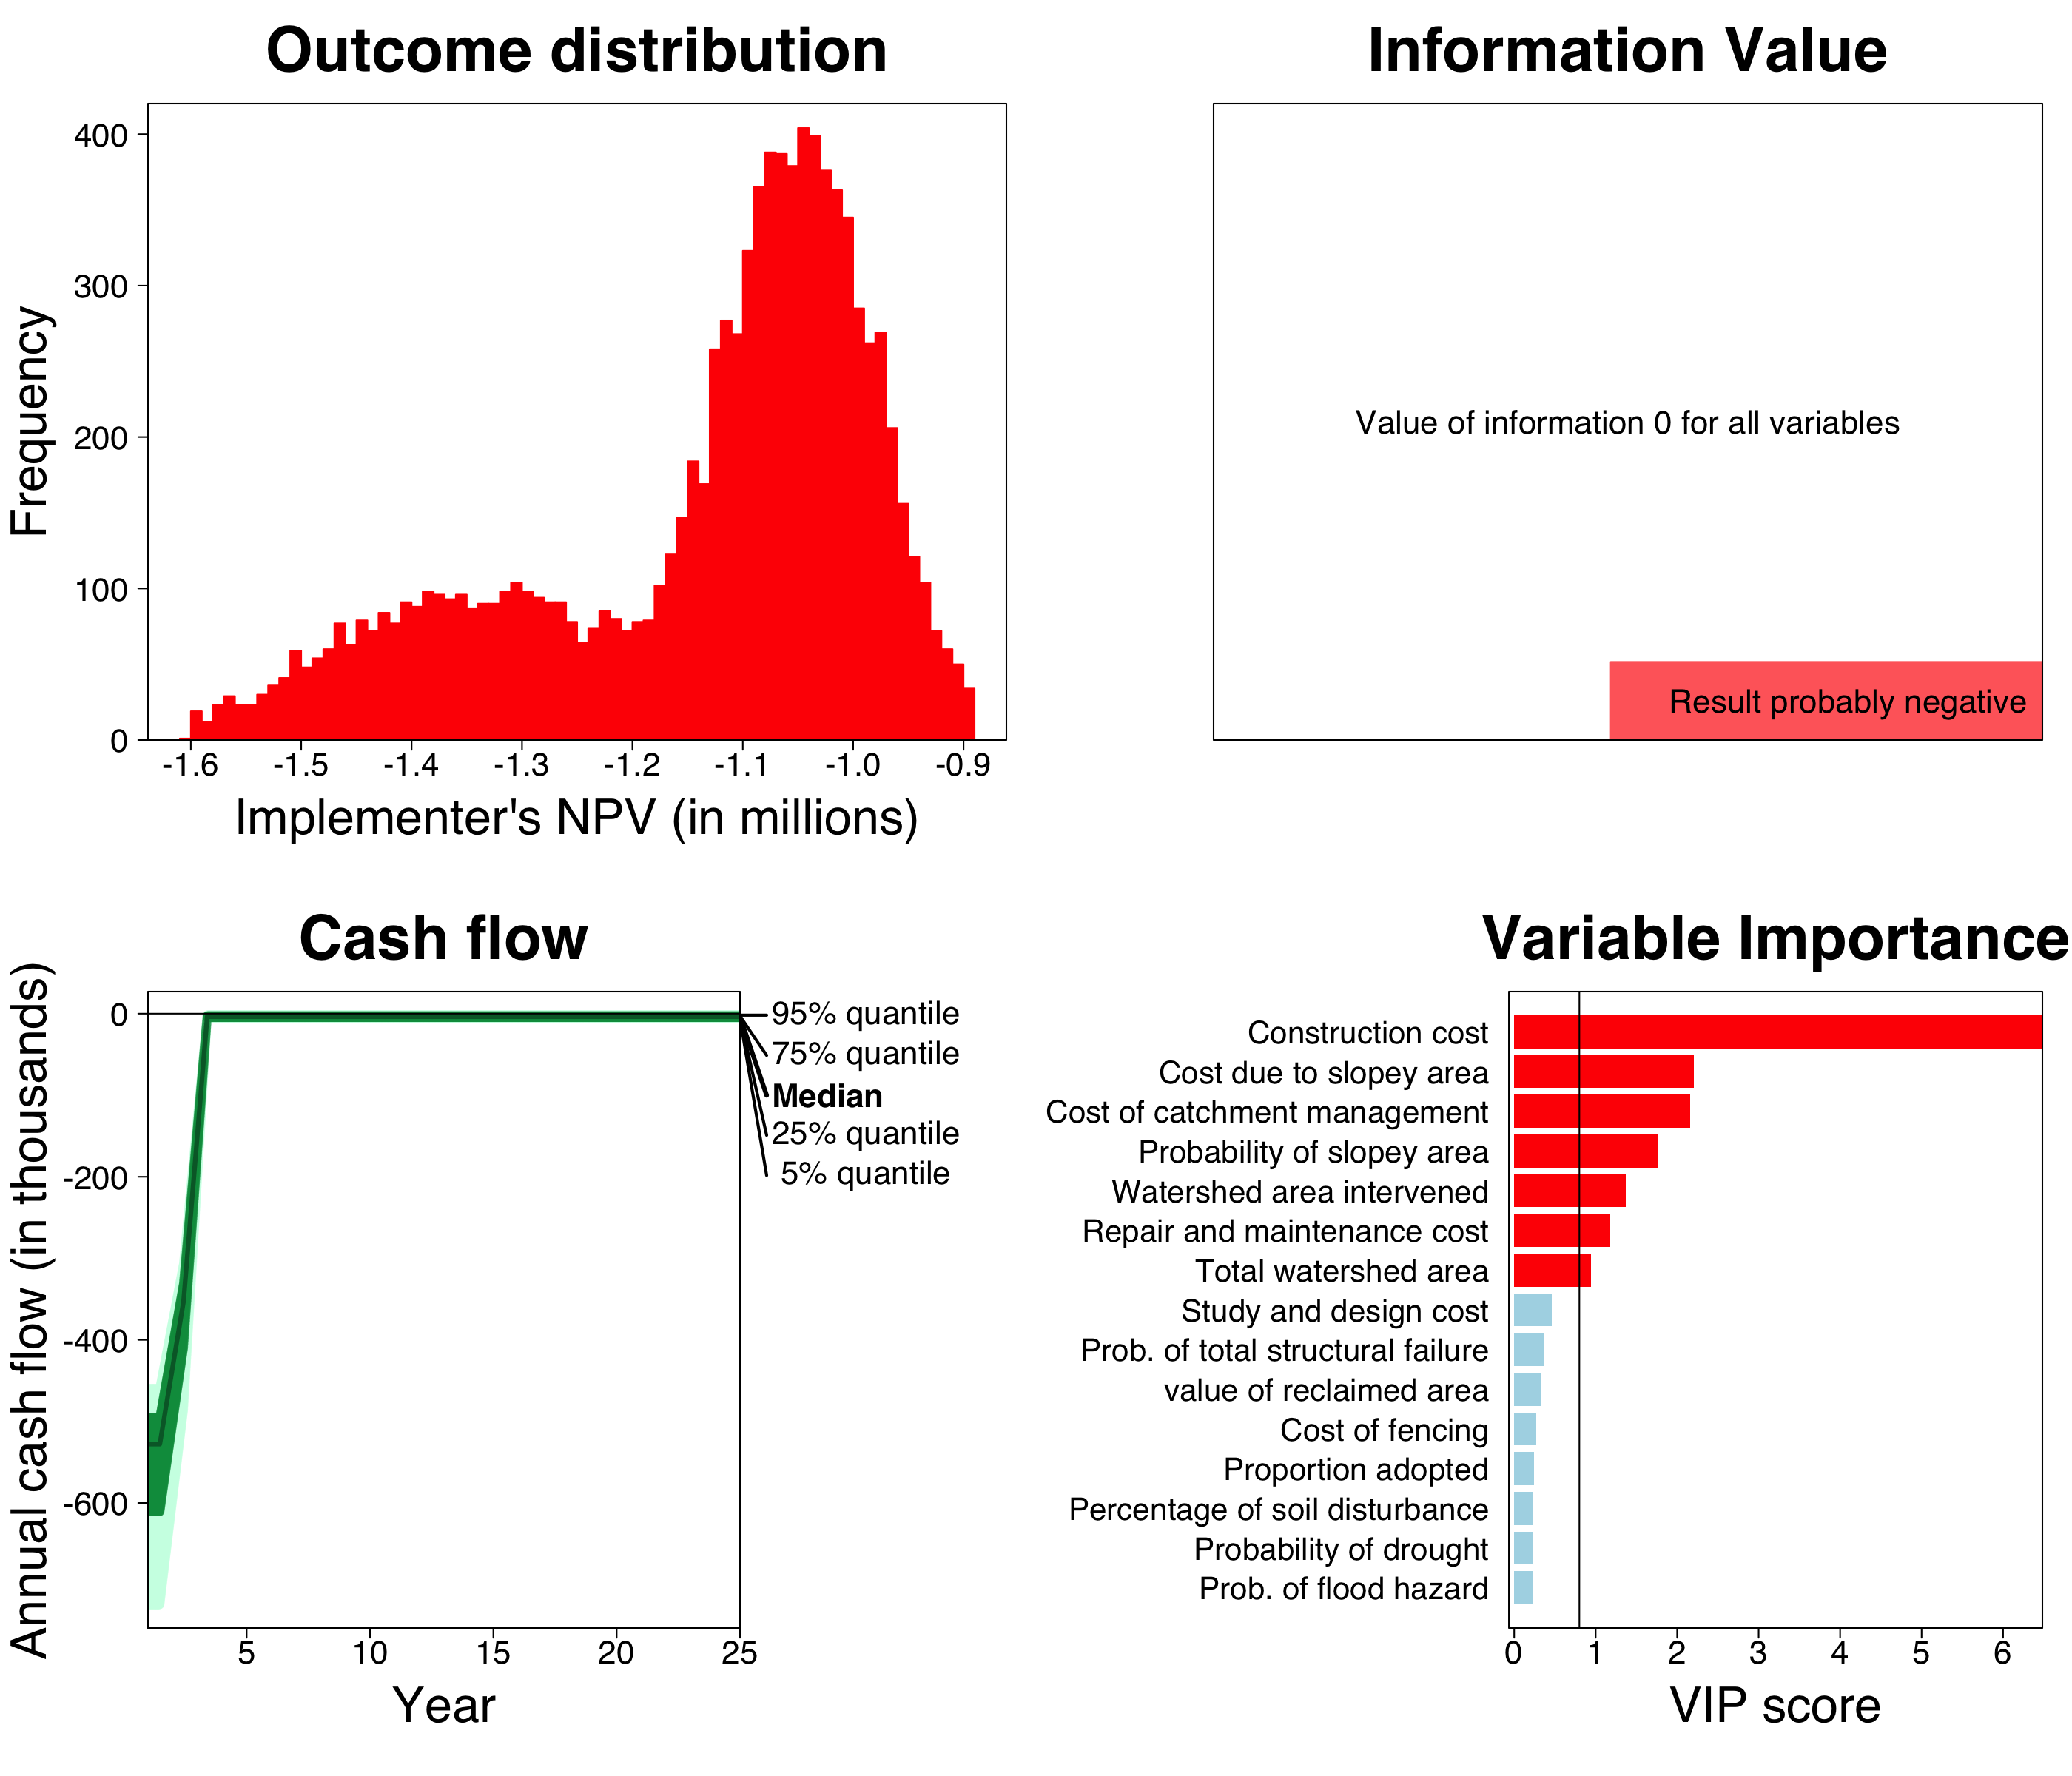 Outcome distribution
Frequency
400
300
200
100
0
-1.6 -1.5 -1.4 -1.3 -1.2 -1.1 -1.0 -0.9
Implementer's NPV (in millions)
Information Value
Value of information 0 for all variables
Result probably negative
Cash flow
Annual cash flow (in thousands)
0
-200
-400
-600
95% quantile
75% quantile
Median
25% quantile
5% quantile
5 10 15 20 25
Year
Variable Importance
Construction cost
Cost due to slopey area
Cost of catchment management
Probability of slopey area
Watershed area intervened
Repair and maintenance cost
Total watershed area
Study and design cost
Prob. of total structural failure
value of reclaimed area
Cost of fencing
Proportion adopted
Percentage of soil disturbance
Probability of drought
Prob. of flood hazard
0 1 2 3 4 5 6
VIP score